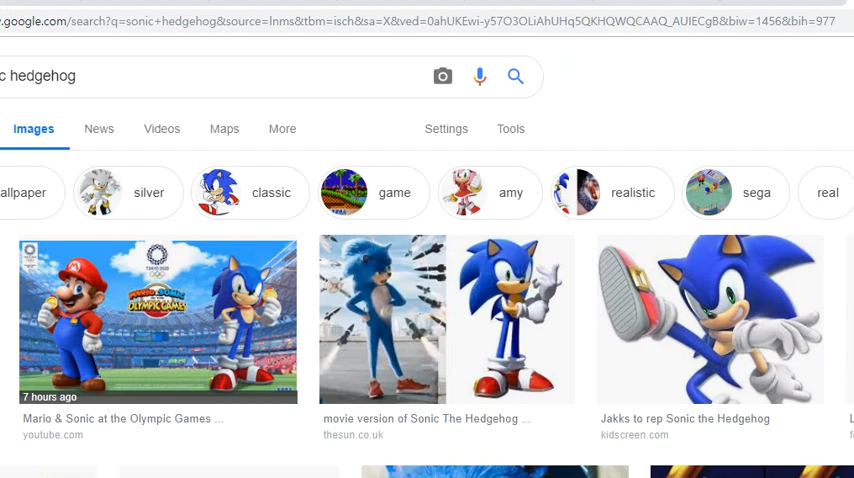 .google.com/search?q=sonic+hedgehog&source=lnms&tbm=isch&sa=X&ved=0ahUKEwi-y57O3OLiAhUHq5QKHQWQCAAQ_AUIECgB&biw=1456&bih=977
c hedgehog
Images News Videos Maps More Settings Tools
allpaper silver classic game amy realistic sega real
TOKYO 2020
MARIO & SONIC
OLYMPIC GAMES
SEGA
7 hours ago
Mario & Sonic at the Olympic Games ... movie version of Sonic The Hedgehog ... Jakks to rep Sonic the Hedgehog
youtube.com thesun.co.uk kidscreen.com